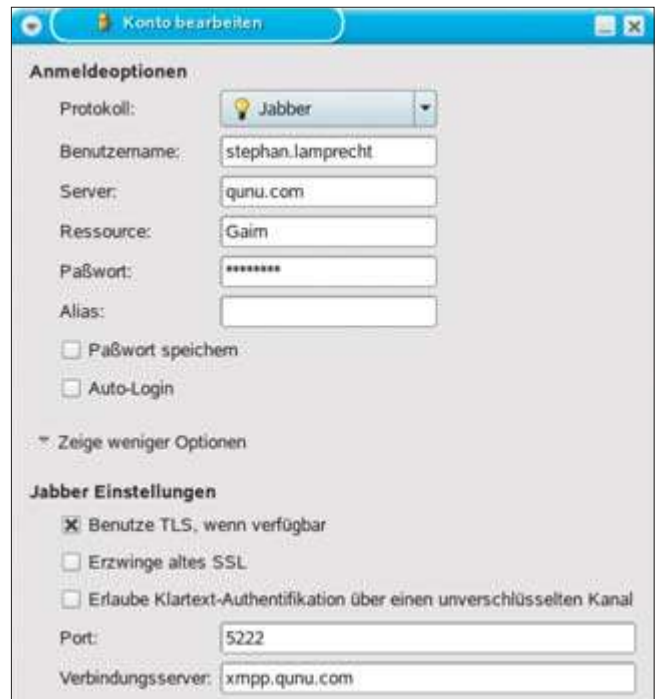 Konto bearbeiten
Anmeldeoptionen
Protokoll: Jabber
Benutzername: stephan.lamprecht
Server: qunu.com
Ressource: Gaim
Paßwort: ********
Alias:
Paßwort speichern
Auto-Login
Zeige weniger Optionen
Jabber Einstellungen
Benutze TLS, wenn verfügbar
Erzwinge altes SSL
Erlaube Klartext-Authentifikation über einen unverschlüsselten Kanal
Port: 5222
Verbindungsserver: xmpp.qunu.com